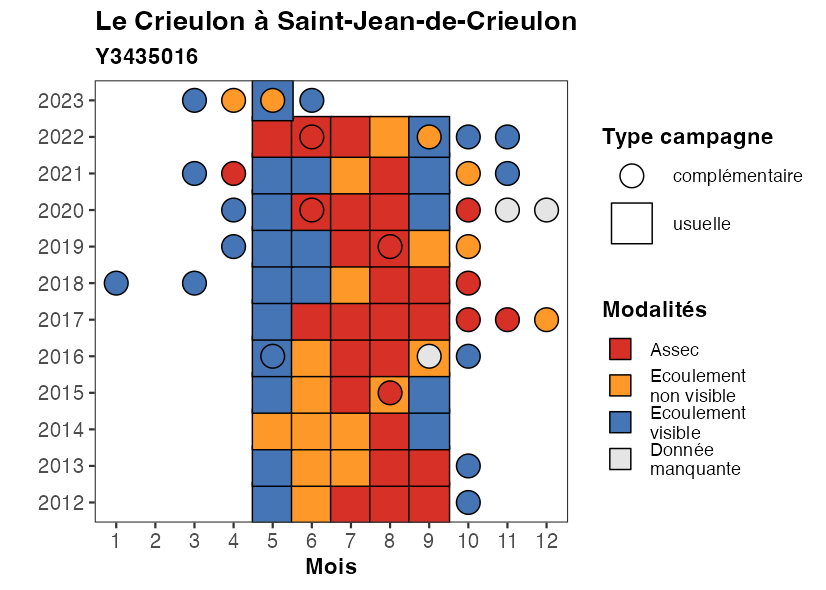 Le Crieulon à Saint-Jean-de-Crieulon
Y3435016
2023
2022
2021
2020
2019
2018
2017
2016
2015
2014
2013
2012
1 2 3 4 5 6 7 8 9 10 11 12
Mois
Type campagne
complémentaire
usuelle
Modalités
Assec
Ecoulement
non visible
Ecoulement
visible
Donnée
manquante